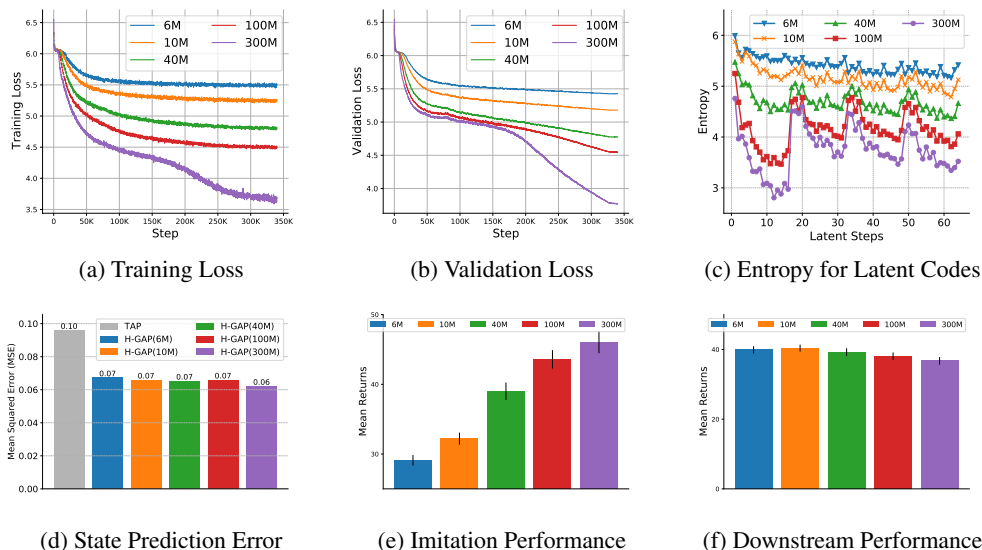 6M 100M
10M 300M
40M
Training Loss
6.5
6.0
5.5
5.0
4.5
4.0
3.5
0 50K 100K 150K 200K 250K 300K 350K
Step
(a) Training Loss
6M 100M
10M 300M
40M
Validation Loss
6.0
5.5
5.0
4.5
4.0
0 50K 100K 150K 200K 250K 300K 350K
Step
(b) Validation Loss
6M 40M 300M
10M 100M
Entropy
6
5
4
3
0 10 20 30 40 50 60
Latent Steps
(c) Entropy for Latent Codes
TAP H-GAP(40M)
H-GAP(6M) H-GAP(100M)
H-GAP(10M) H-GAP(300M)
Mean Squared Error (MSE)
0.10
0.08
0.06
0.04
0.02
0.00
0.10 0.07 0.07 0.07 0.07 0.06
(d) State Prediction Error
6M 10M 40M 100M 300M
Mean Returns
50
40
30
(e) Imitation Performance
6M 10M 40M 100M 300M
Mean Returns
40
20
0
(f) Downstream Performance